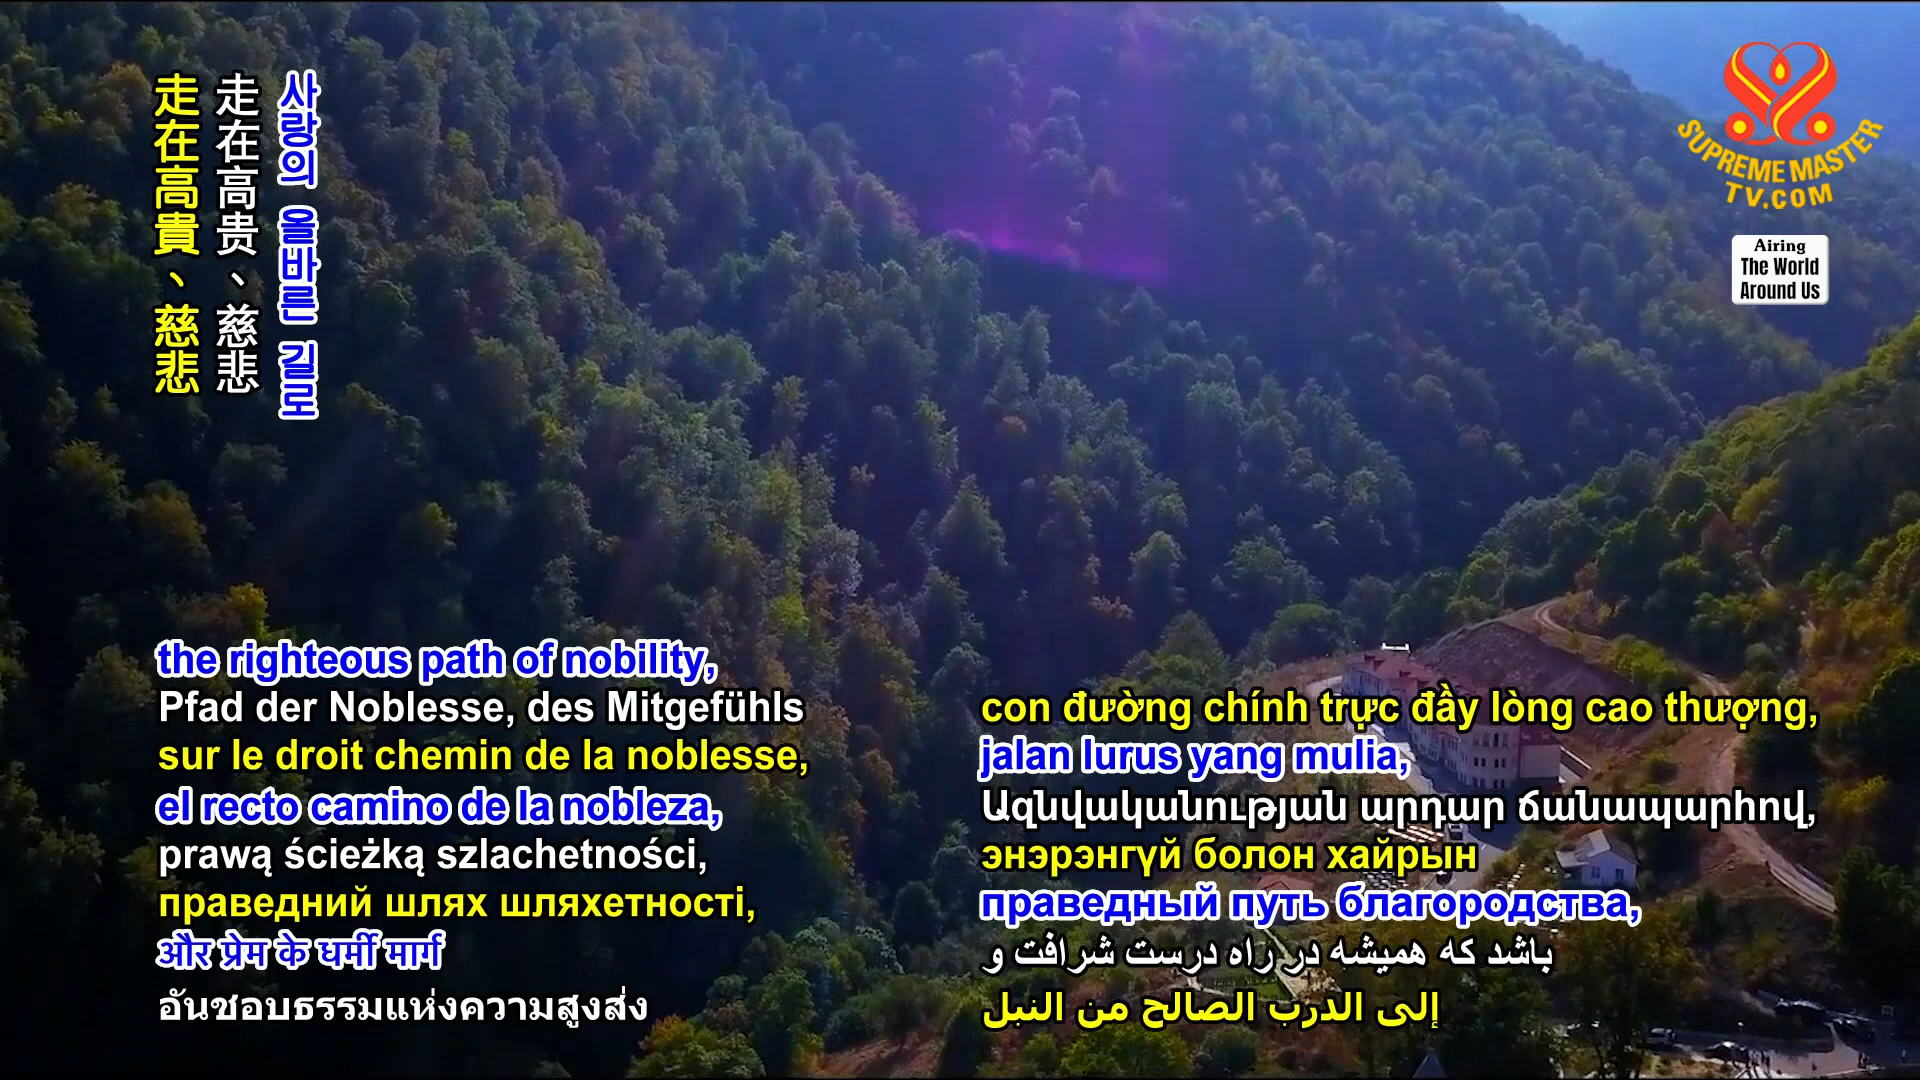 走在高貴、慈悲
走在高贵、慈悲
사랑의 올바른 길로
SUPREME MASTER
TV.COM
Airing
The World
Around Us
the righteous path of nobility,
Pfad der Noblesse, des Mitgefühls
sur le droit chemin de la noblesse,
el recto camino de la nobleza,
prawą ścieżką szlachetności,
праведний шлях шляхетності,
और प्रेम के धर्मी मार्ग
อันชอบธรรมแห่งความสูงส่ง
con đường chính trực đầy lòng cao thượng,
jalan lurus yang mulia,
Ազնվականության արդար ճանապարհով,
энэрэнгүй болон хайрын
праведный путь благородства,
باشد که همیشه در راه درست شرافت و
إلى الدرب الصالح من النبل